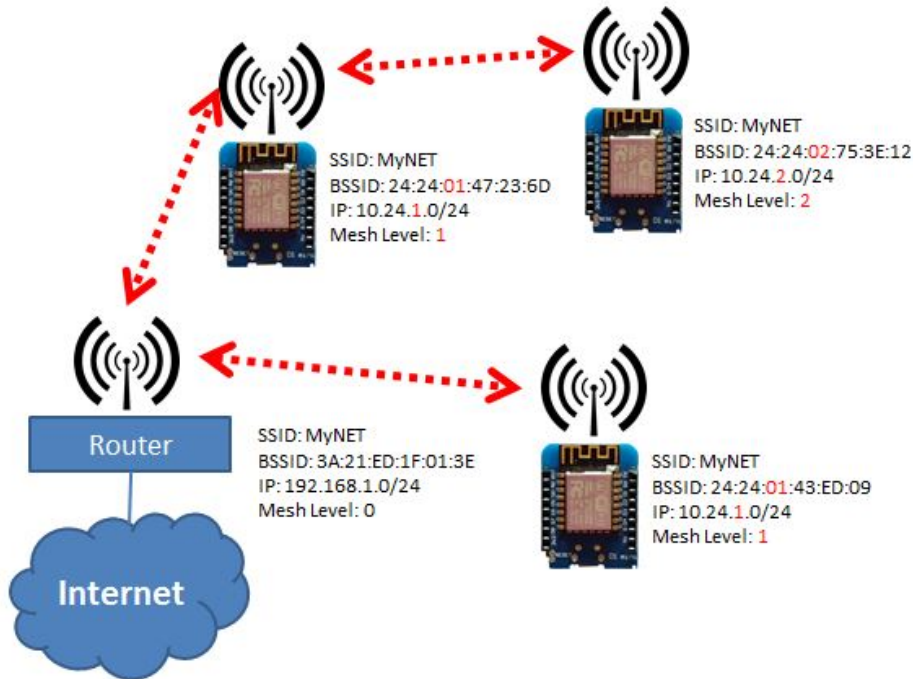 SSID: MyNET
BSSID: 24:24:01:47:23:6D
IP: 10.24.1.0/24
Mesh Level: 1
SSID: MyNET
BSSID: 24:24:02:75:3E:12
IP: 10.24.2.0/24
Mesh Level: 2
Router
SSID: MyNET
BSSID: 3A:21:ED:1F:01:3E
IP: 192.168.1.0/24
Mesh Level: 0
SSID: MyNET
BSSID: 24:24:01:43:ED:09
IP: 10.24.1.0/24
Mesh Level: 1
Internet